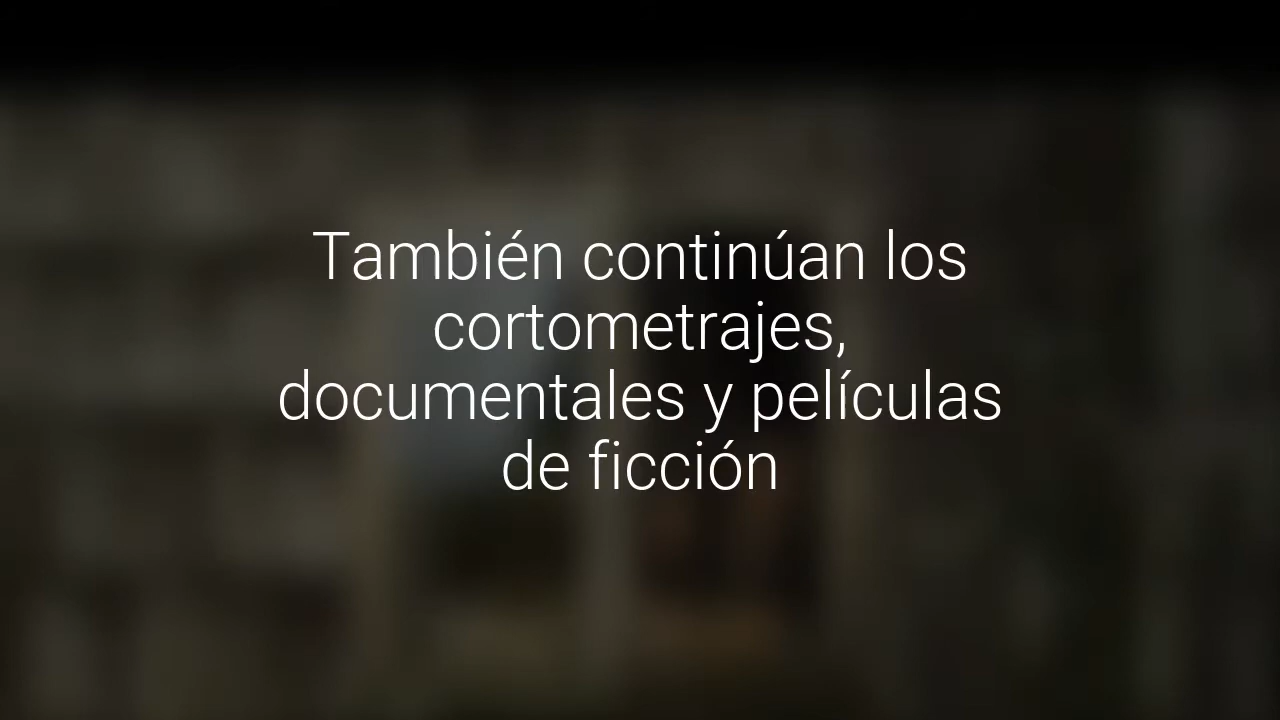 También continúan los
cortometrajes,
documentales y películas
de ficción